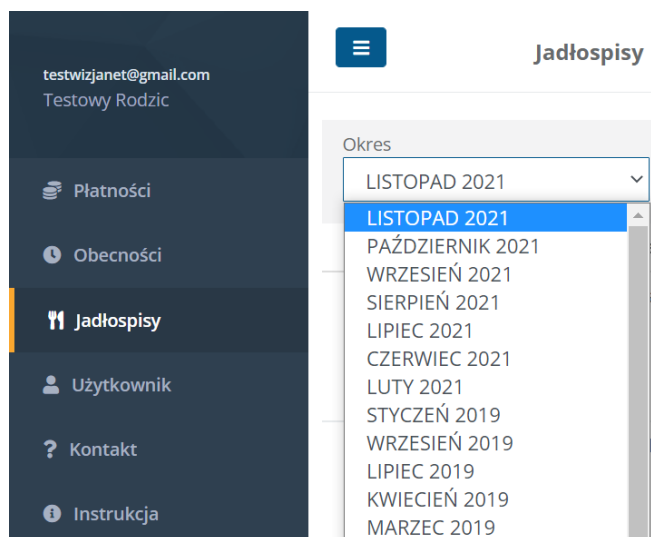 testwizjanet@gmail.com
Testowy Rodzic
Płatności
Obecności
Jadłospisy
Użytkownik
Kontakt
Instrukcja
Jadłospisy
Okres
LISTOPAD 2021
LISTOPAD 2021
PAŹDZIERNIK 2021
WRZESIEŃ 2021
SIERPIEŃ 2021
LIPIEC 2021
CZERWIEC 2021
LUTY 2021
STYCZEŃ 2019
WRZESIEŃ 2019
LIPIEC 2019
KWIECIEŃ 2019
MARZEC 2019